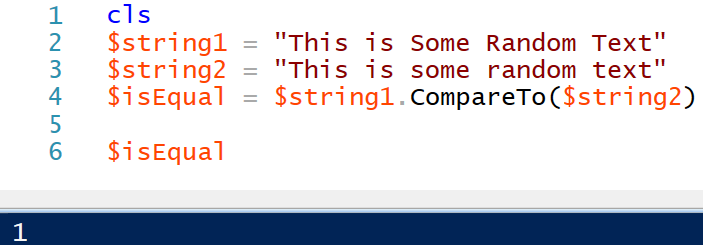 1 cls
2 $string1 = "This is Some Random Text"
3 $string2 = "This is some random text"
4 $isEqual = $string1.CompareTo($string2)
5
6 $isEqual
1